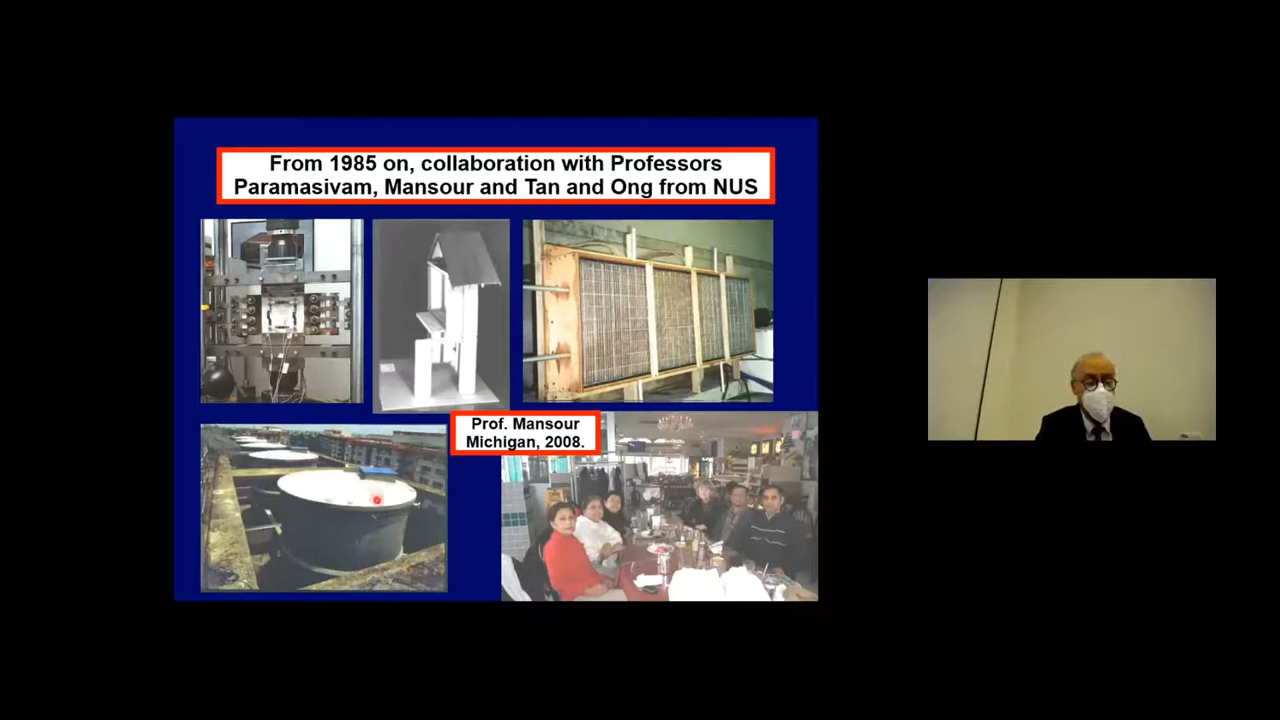 From 1985 on, collaboration with Professors
Paramasivam, Mansour and Tan and Ong from NUS
Prof. Mansour
Michigan, 2008.